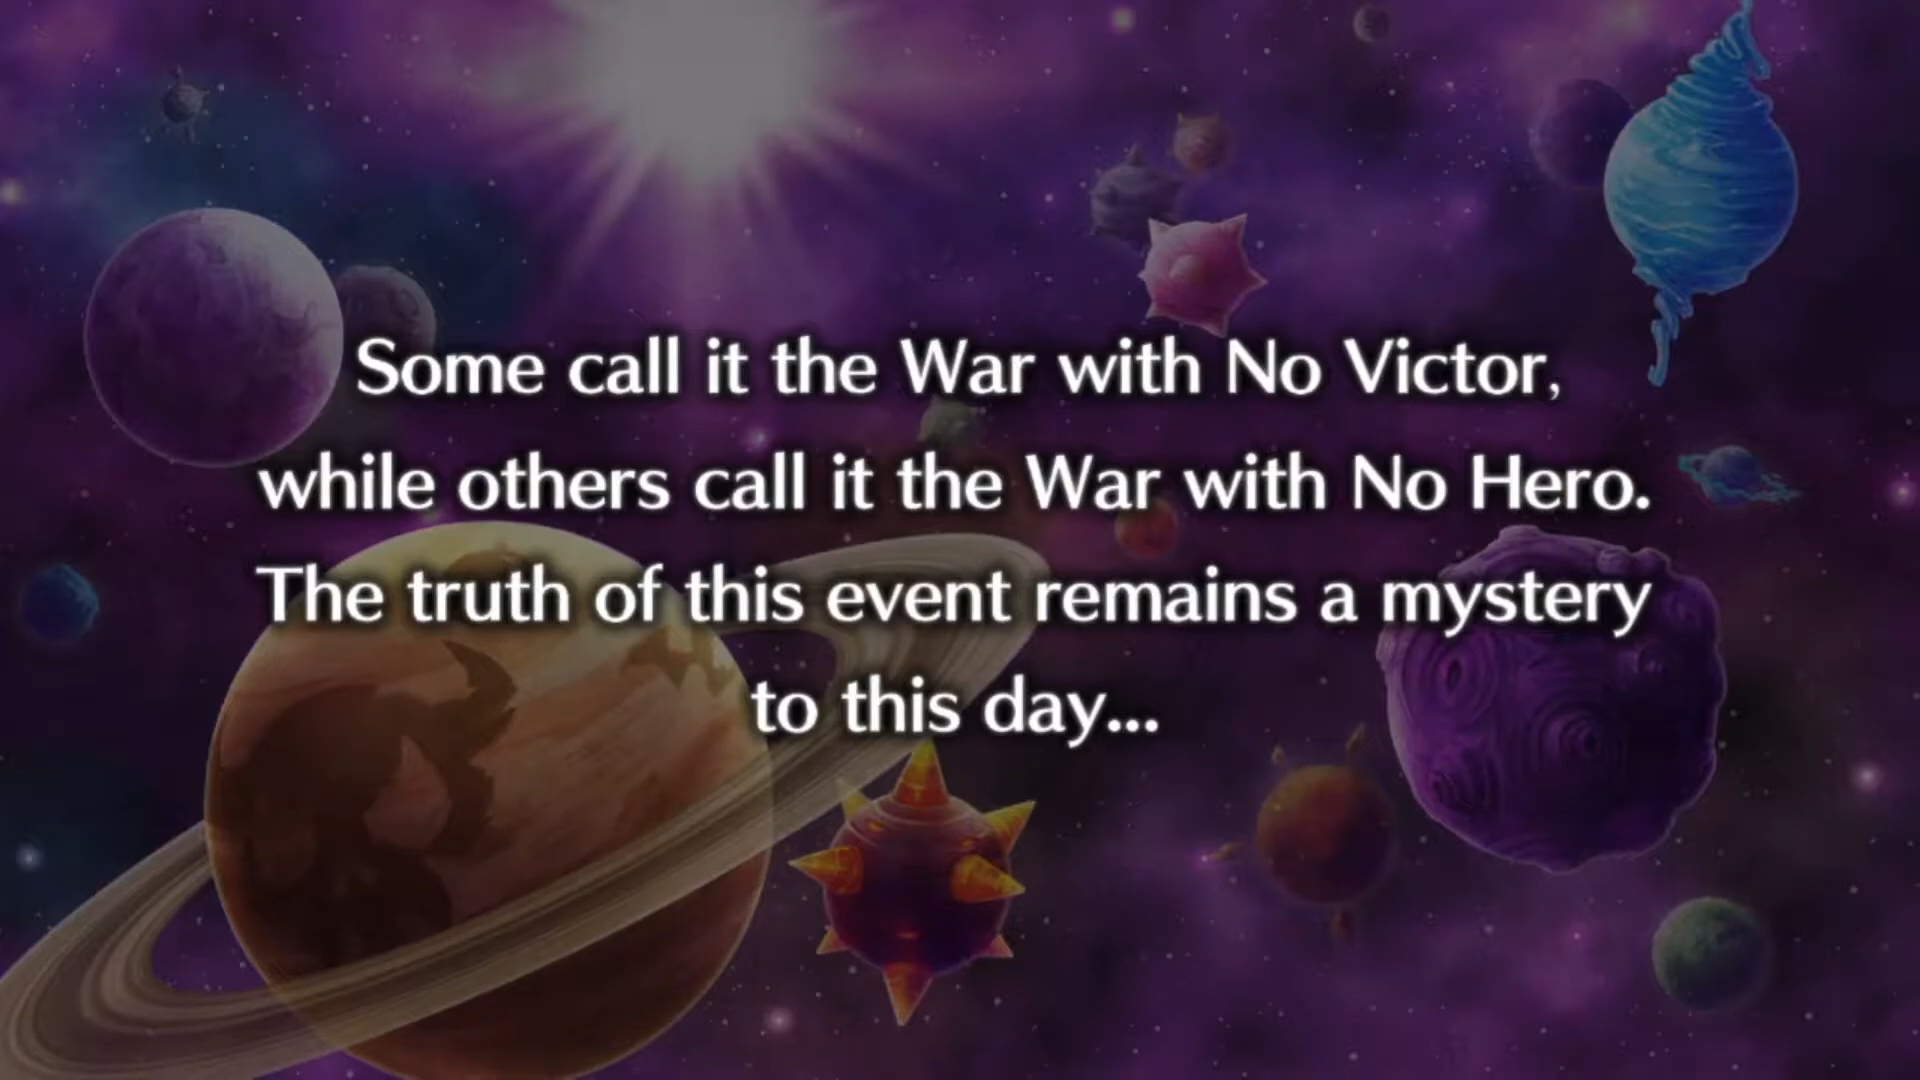 Some call it the War with No Victor,
while others call it the War with No Hero.
The truth of this event remains a mystery
to this day...